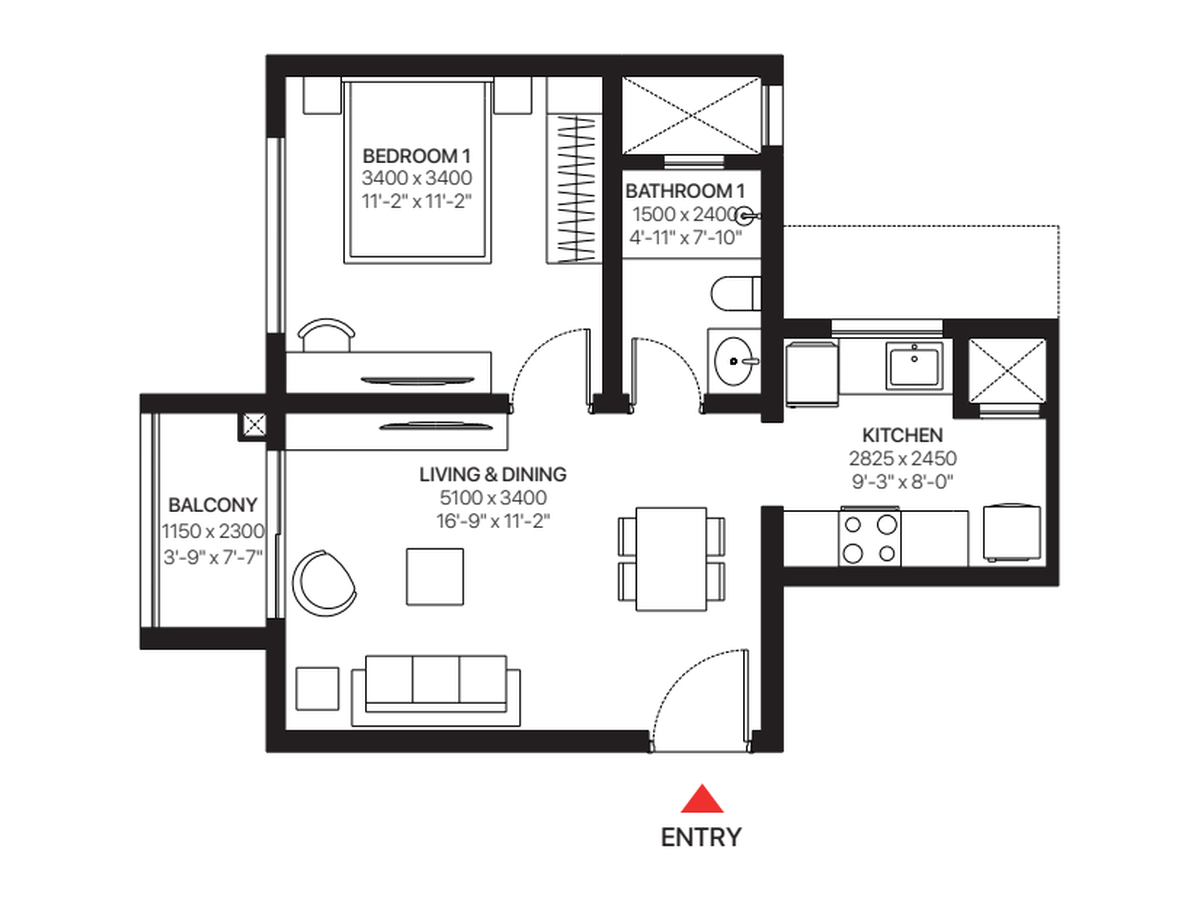 BEDROOM 1
3400 x 3400
11'-2" x 11'-2"
BATHROOM 1
1500 x 2400
4'-11" x 7'-10"
KITCHEN
2825 x 2450
9'-3" x 8'-0"
LIVING & DINING
5100 x 3400
16'-9" x 11'-2"
BALCONY
1150 x 2300
3'-9" x 7'-7"
ENTRY